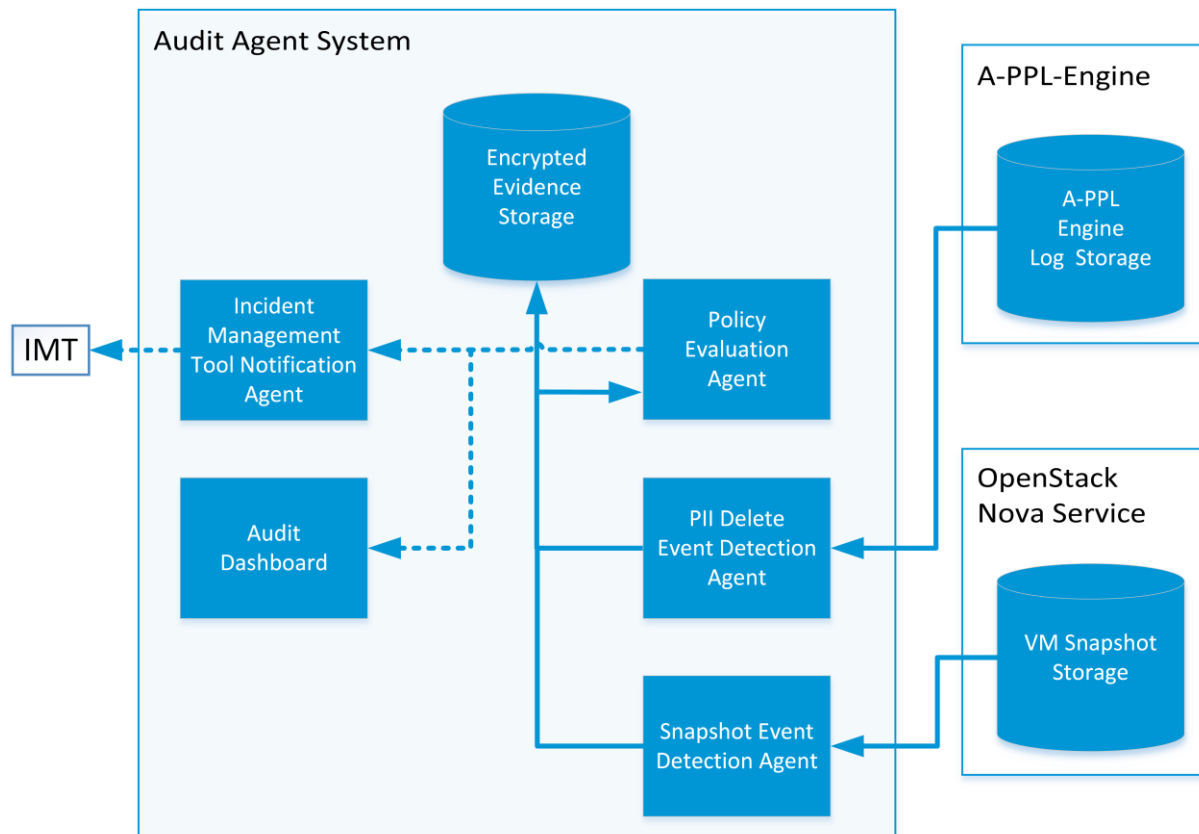 Audit Agent System
A-PPL-Engine
Encrypted
Evidence
Storage
A-PPL
Engine
Log Storage
IMT
Incident
Management
Tool Notification
Agent
Policy
Evaluation
Agent
OpenStack
Nova Service
Audit
Dashboard
PII Delete
Event Detection
Agent
VM Snapshot
Storage
Snapshot Event
Detection Agent